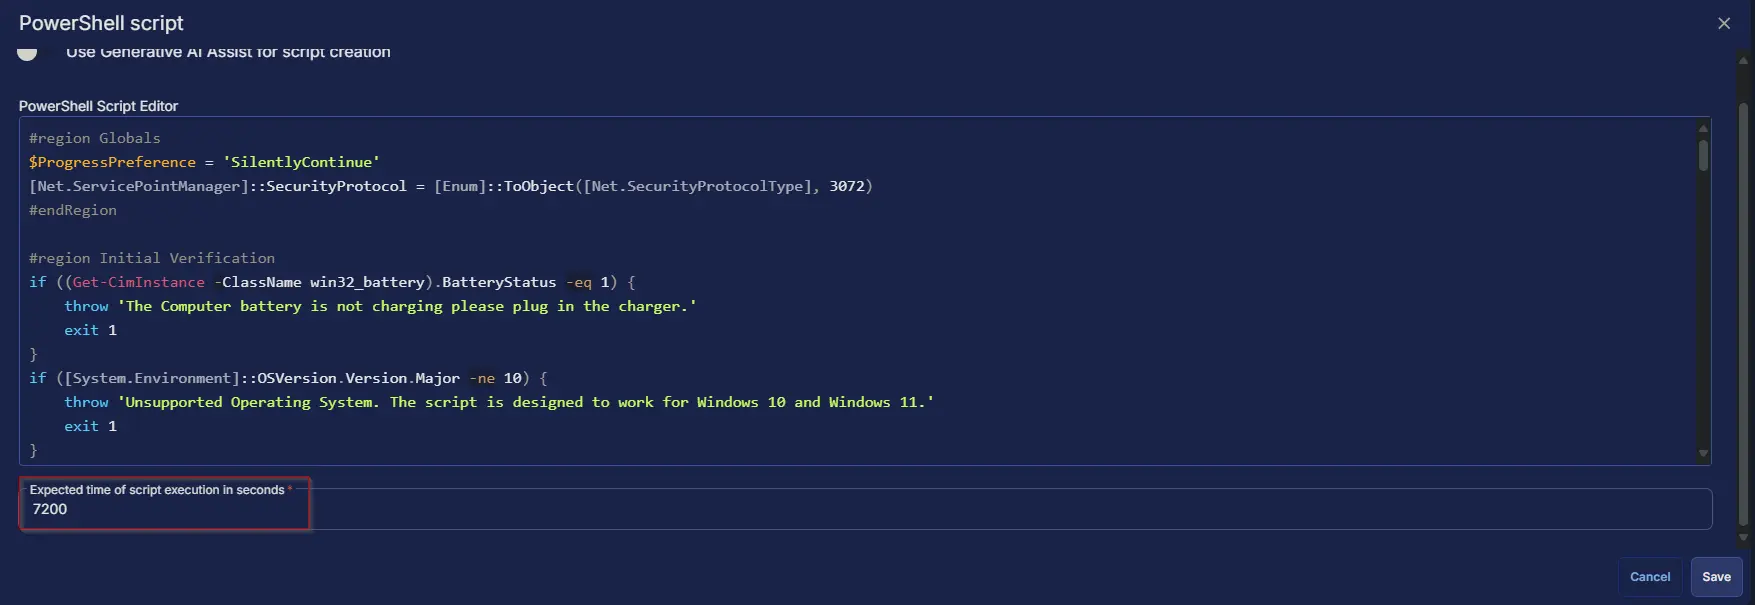 PowerShell script
Use Generative AI Assist for script creation
PowerShell Script Editor
#region Globals
$ProgressPreference = 'SilentlyContinue'
[Net.ServicePointManager]::SecurityProtocol = [Enum]::ToObject([Net.SecurityProtocolType], 3072)
#endRegion
#region Initial Verification
if ((Get-CimInstance -ClassName win32_battery).BatteryStatus -eq 1) {
    throw 'The Computer battery is not charging please plug in the charger.'
    exit 1
}
if ([System.Environment]::OSVersion.Version.Major -ne 10) {
    throw 'Unsupported Operating System. The script is designed to work for Windows 10 and Windows 11.'
    exit 1
}
Expected time of script execution in seconds *
7200
Cancel
Save